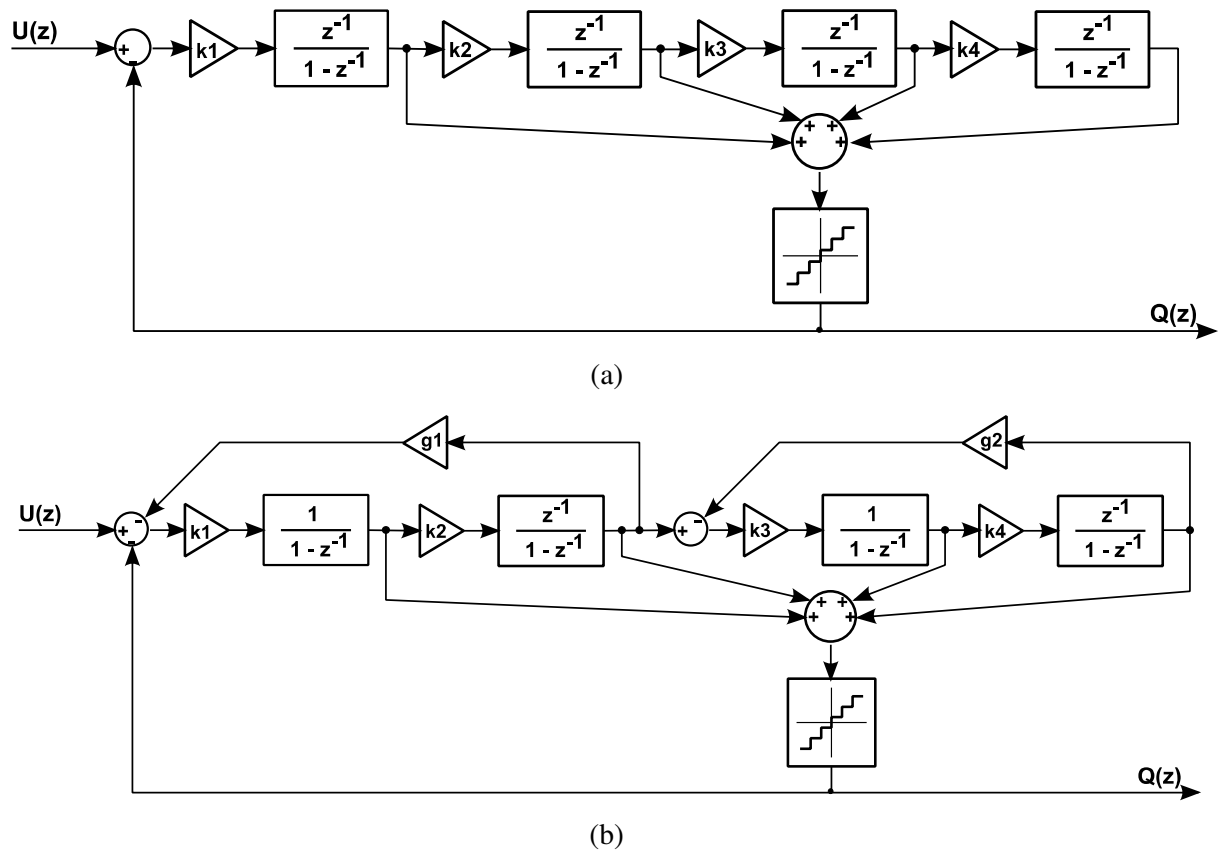 U(z)
+
-
k1
z⁻¹
1 - z⁻¹
k2
z⁻¹
1 - z⁻¹
k3
z⁻¹
1 - z⁻¹
k4
z⁻¹
1 - z⁻¹
+ + + +
Q(z)
(a)
g1
g2
U(z)
+ -
-
k1
1
1 - z⁻¹
k2
z⁻¹
1 - z⁻¹
+ -
k3
1
1 - z⁻¹
k4
z⁻¹
1 - z⁻¹
+ + + +
Q(z)
(b)